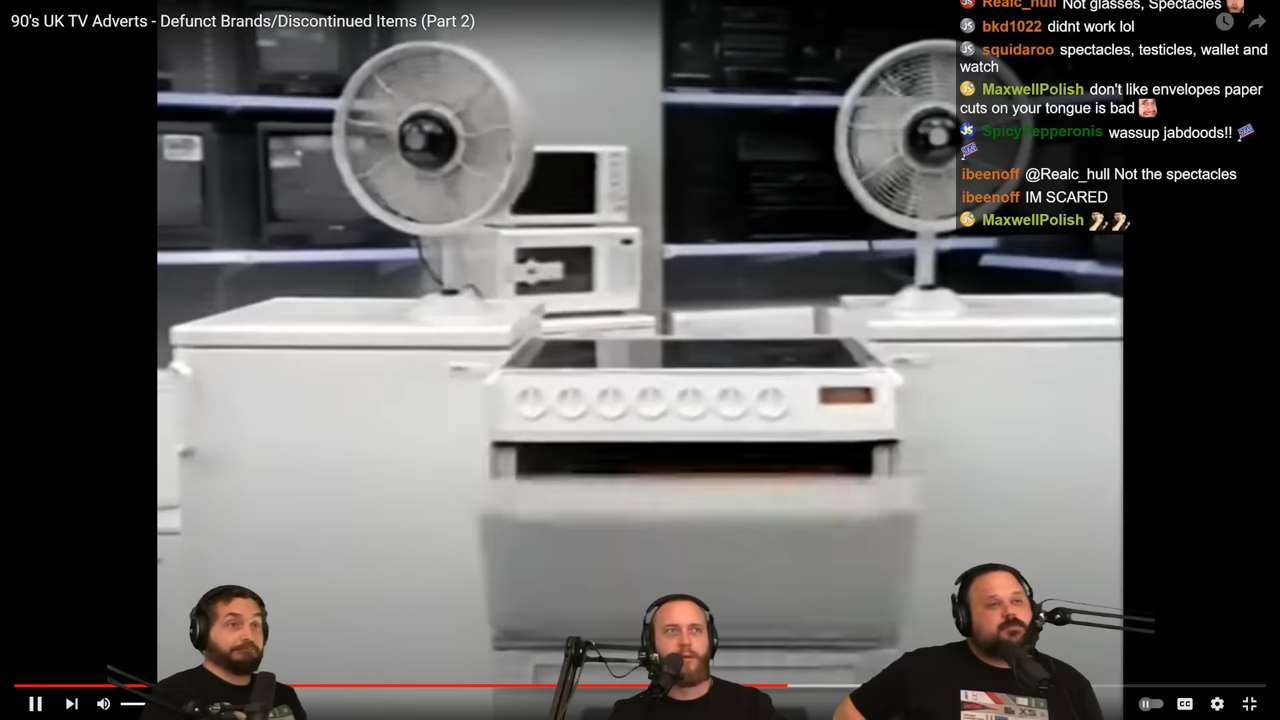 90's UK TV Adverts - Defunct Brands/Discontinued Items (Part 2)
Realc_hull Not glasses, Spectacles
bkd1022 didnt work lol
squidaroo spectacles, testicles, wallet and
watch
MaxwellPolish don't like envelopes paper
cuts on your tongue is bad
SpicyPepperonis wassup jabdoods!!
ibeenoff @Realc_hull Not the spectacles
ibeenoff IM SCARED
MaxwellPolish